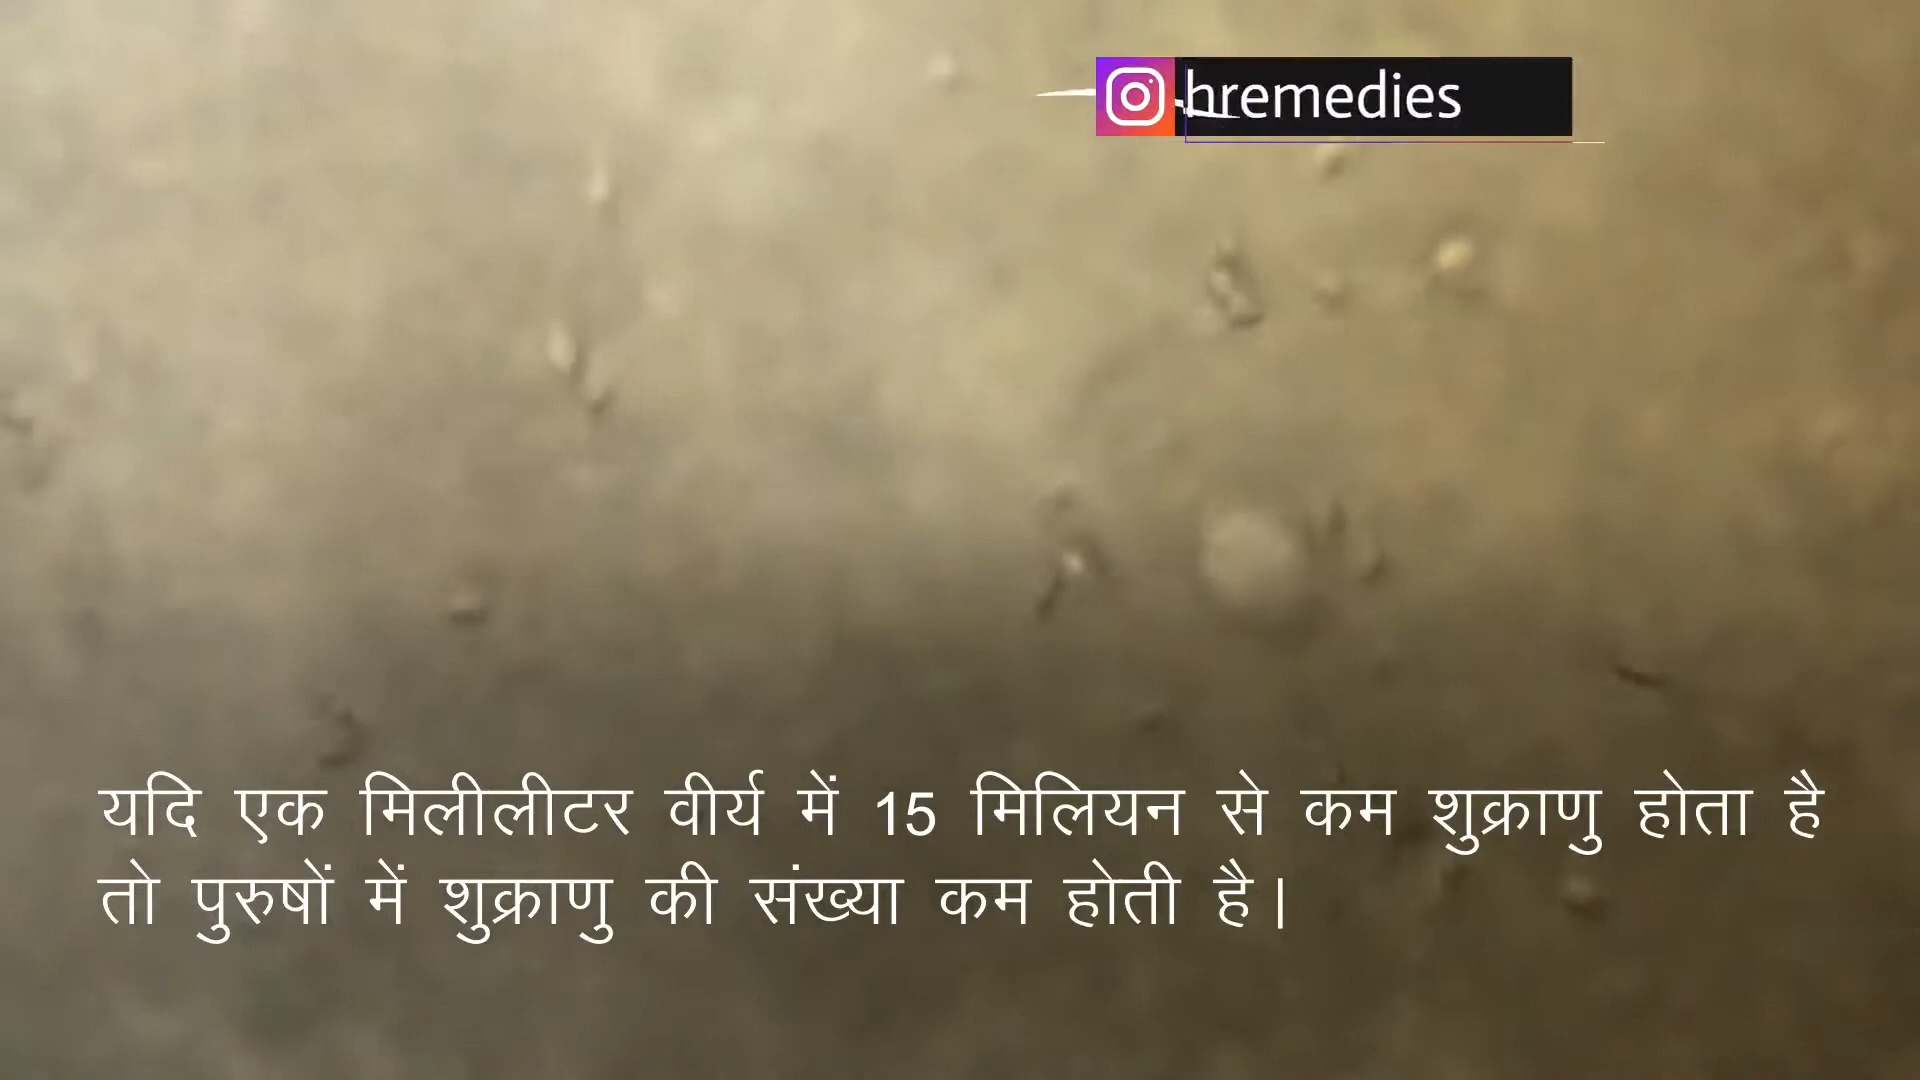 hremedies
यदि एक मिलीलीटर वीर्य में 15 मिलियन से कम शुक्राणु होता है
तो पुरुषों में शुक्राणु की संख्या कम होती है।